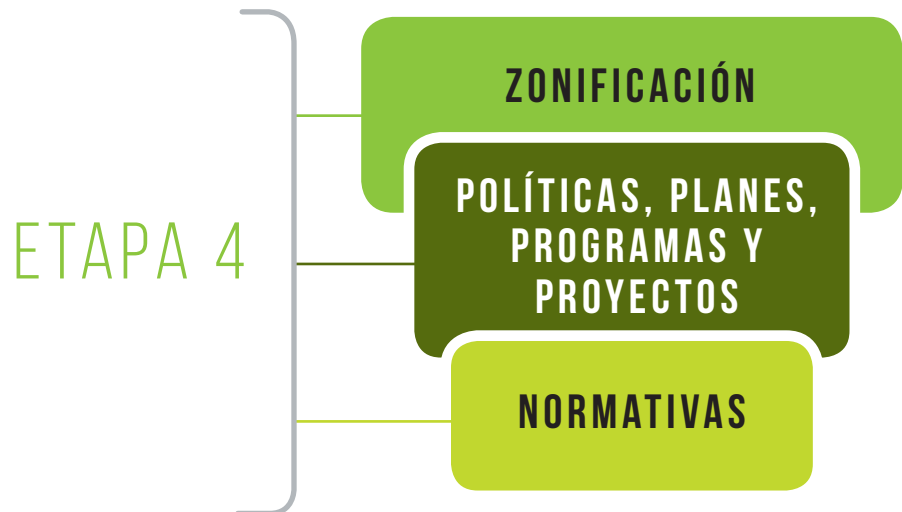 ETAPA 4
ZONIFICACIÓN
POLÍTICAS, PLANES,
PROGRAMAS Y
PROYECTOS
NORMATIVAS